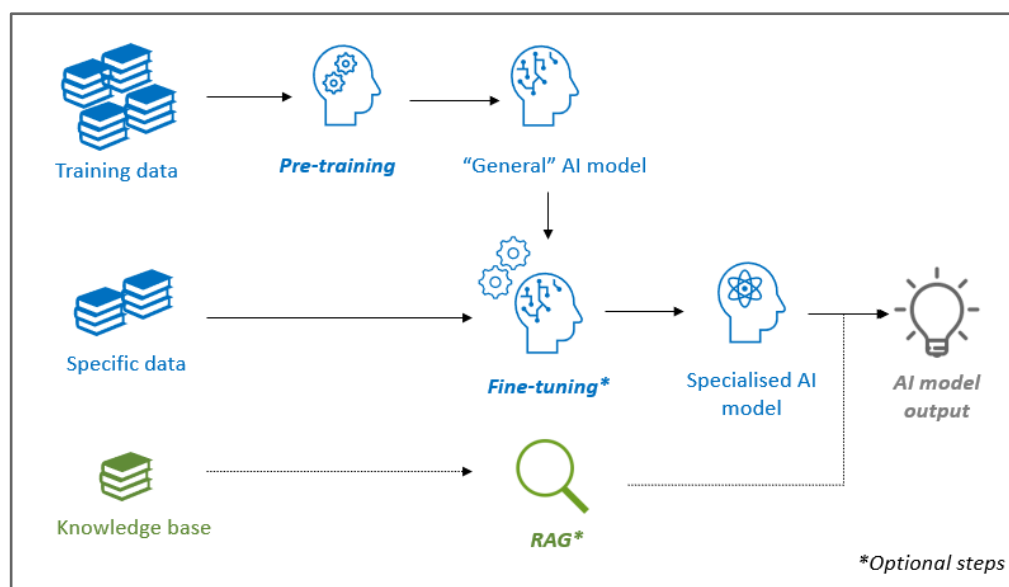 Training data
Pre-training
“General” AI model
Specific data
Fine-tuning*
Specialised AI
model
AI model
output
Knowledge base
RAG*
*Optional steps